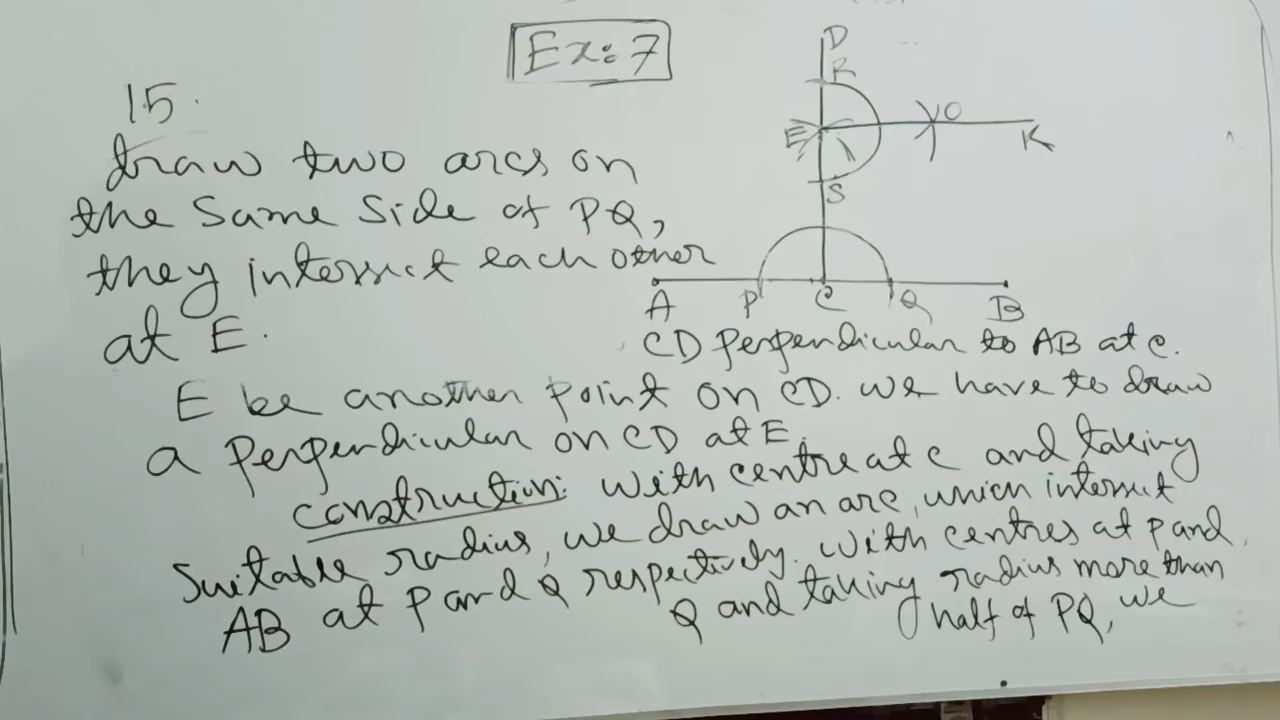 Ex: 7
15.
draw two arcs on
the same side of PQ,
they intersect each other
at E.
D
R
E
O
K
S
A P C Q B
CD perpendicular to AB at c.
E be another point on CD. we have to draw
a perpendicular on CD at E.
construction: with centre at c and taking
suitable radius, we draw an arc, which intersect
AB at P and Q respectively. with centres at P and
Q and taking radius more than
half of PQ, we